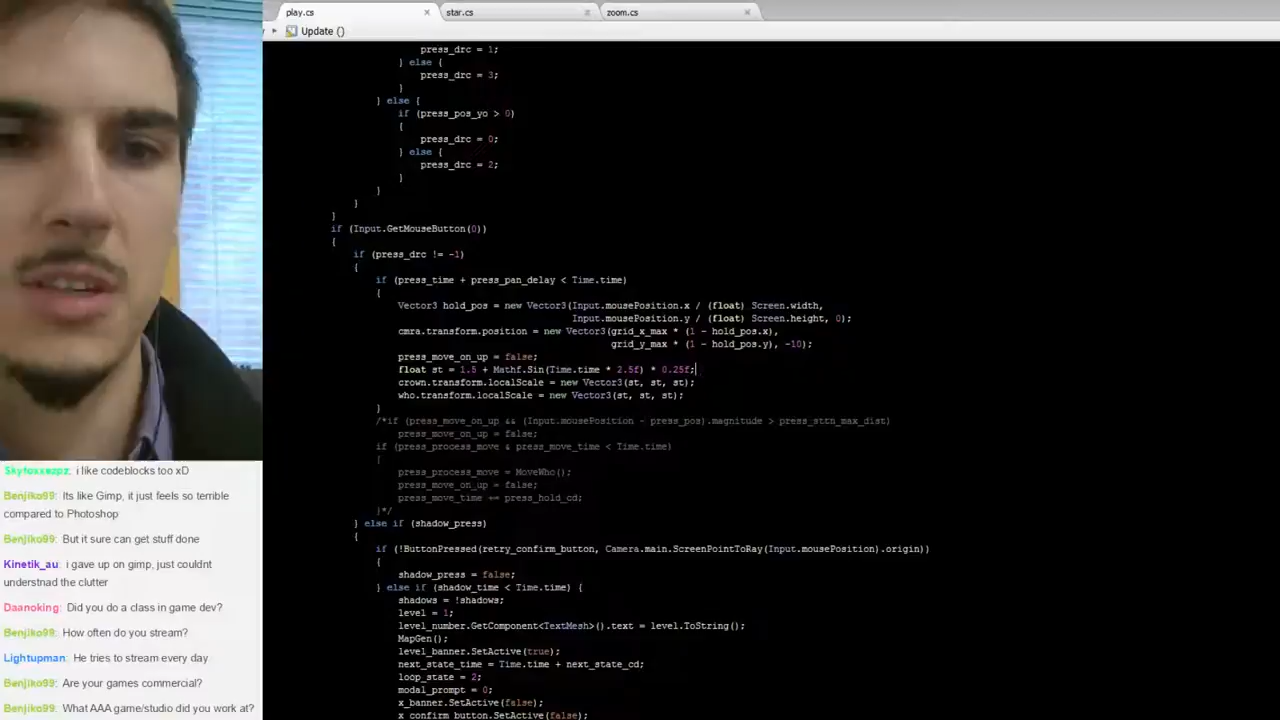 play.cs
star.cs
zoom.cs
Update ()
press_drc = 1;
} else {
press_drc = 3;
}
} else {
if (press_pos_yo > 0)
{
press_drc = 0;
} else {
press_drc = 2;
}
}
}
}
if (Input.GetMouseButton(0))
{
if (press_drc != -1)
{
if (press_time + press_pan_delay < Time.time)
{
Vector3 hold_pos = new Vector3(Input.mousePosition.x / (float) Screen.width,
Input.mousePosition.y / (float) Screen.height, 0);
cmra.transform.position = new Vector3(grid_x_max * (1 - hold_pos.x),
grid_y_max * (1 - hold_pos.y), -10);
press_move_on_up = false;
float st = 1.5 + Mathf.Sin(Time.time * 2.5f) * 0.25f;
crown.transform.localScale = new Vector3(st, st, st);
who.transform.localScale = new Vector3(st, st, st);
}
/*if (press_move_on_up && (Input.mousePosition - press_pos).magnitude > press_sttn_max_dist)
press_move_on_up = false;
if (press_process_move & press_move_time < Time.time)
{
press_process_move = MoveWho();
press_move_on_up = false;
press_move_time += press_hold_cd;
}*/
} else if (shadow_press)
{
if (!ButtonPressed(retry_confirm_button, Camera.main.ScreenPointToRay(Input.mousePosition).origin))
{
shadow_press = false;
} else if (shadow_time < Time.time) {
shadows = !shadows;
level = 1;
level_number.GetComponent<TextMesh>().text = level.ToString();
MapGen();
level_banner.SetActive(true);
next_state_time = Time.time + next_state_cd;
loop_state = 2;
modal_prompt = 0;
x_banner.SetActive(false);
x_confirm_button.SetActive(false);
Skyfoxxezpz: i like codeblocks too xD
Benjiko99: Its like Gimp, it just feels so terrible
compared to Photoshop
Benjiko99: But it sure can get stuff done
Kinetik_au: i gave up on gimp, just couldnt
understnad the clutter
Daanoking: Did you do a class in game dev?
Benjiko99: How often do you stream?
Lightupman: He tries to stream every day
Benjiko99: Are your games commercial?
Benjiko99: What AAA game/studio did you work at?